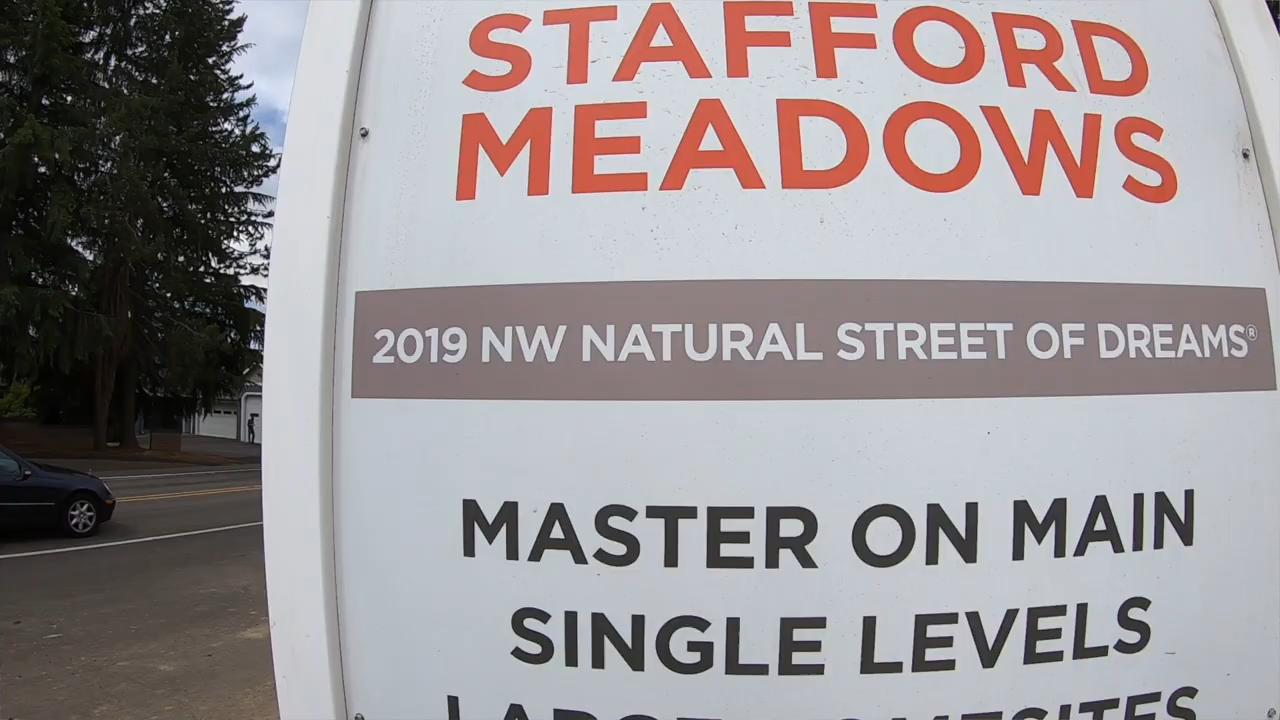 STAFFORD
MEADOWS
2019 NW NATURAL STREET OF DREAMS®
MASTER ON MAIN
SINGLE LEVELS